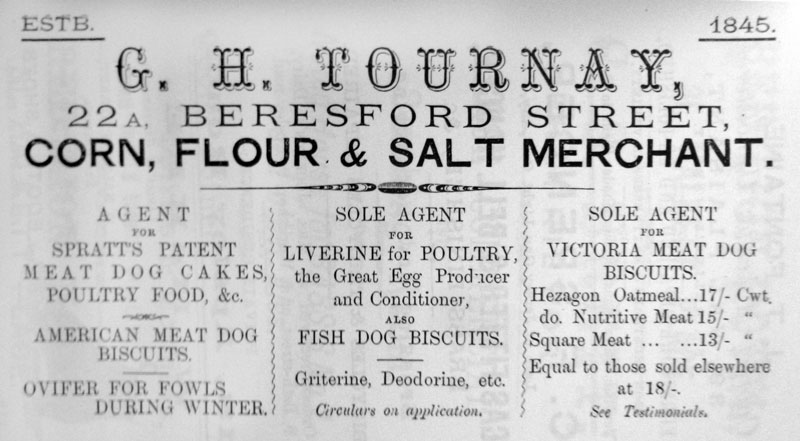 ESTB. 1845.
G. H. TOURNAY,
22A, BERESFORD STREET,
CORN, FLOUR & SALT MERCHANT.
AGENT
FOR
SPRATT'S PATENT
MEAT DOG CAKES,
POULTRY FOOD, &c.
AMERICAN MEAT DOG
BISCUITS.
OVIFER FOR FOWLS
DURING WINTER.
SOLE AGENT
FOR
LIVERINE for POULTRY,
the Great Egg Producer
and Conditioner,
ALSO
FISH DOG BISCUITS.
Griterine, Deodorine, etc.
Circulars on application.
SOLE AGENT
FOR
VICTORIA MEAT DOG
BISCUITS.
Hezagon Oatmeal...17/- Cwt.
do. Nutritive Meat 15/- "
Square Meat ... ...13/- "
Equal to those sold elsewhere
at 18/-.
See Testimonials.